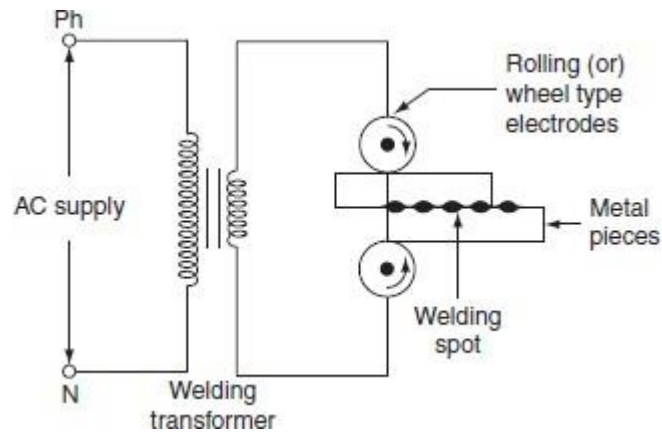 Ph
Rolling (or)
wheel type
electrodes
AC supply
Metal
pieces
Welding
spot
N
Welding
transformer